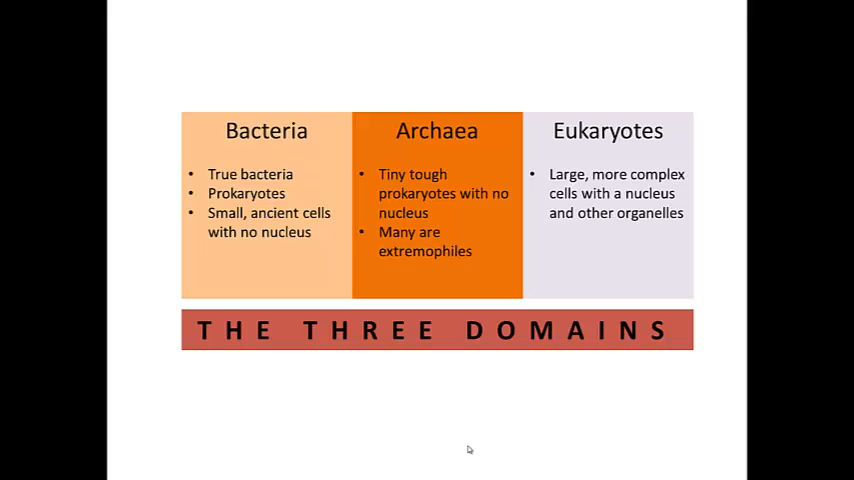 Bacteria
• True bacteria
• Prokaryotes
• Small, ancient cells
with no nucleus
Archaea
• Tiny tough
prokaryotes with no
nucleus
• Many are
extremophiles
Eukaryotes
• Large, more complex
cells with a nucleus
and other organelles
THE THREE DOMAINS